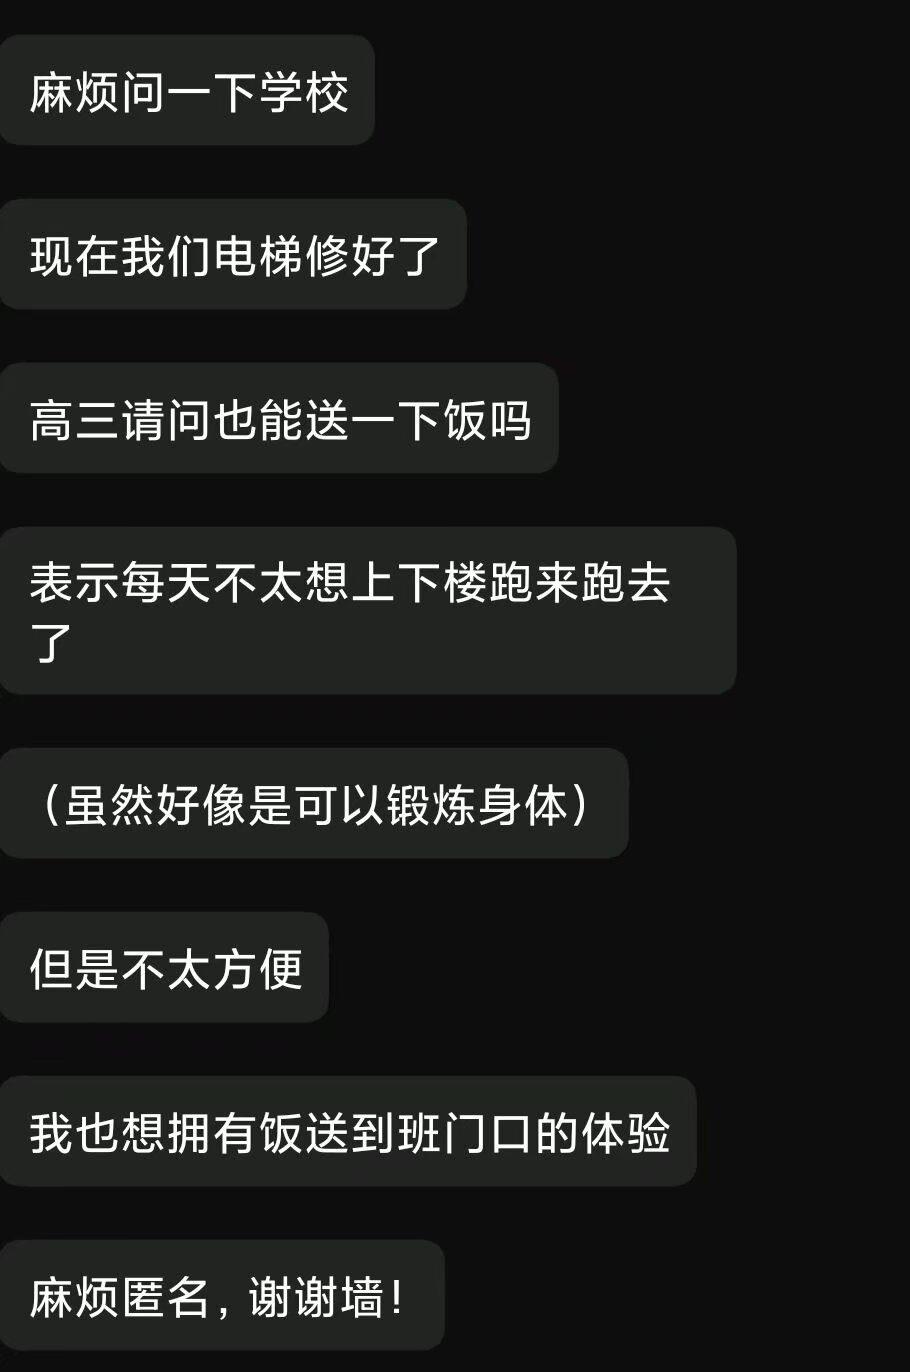 麻烦问一下学校
现在我们电梯修好了
高三请问也能送一下饭吗
表示每天不太想上下楼跑来跑去
了
（虽然好像是可以锻炼身体）
但是不太方便
我也想拥有饭送到班门口的体验
麻烦匿名，谢谢墙！